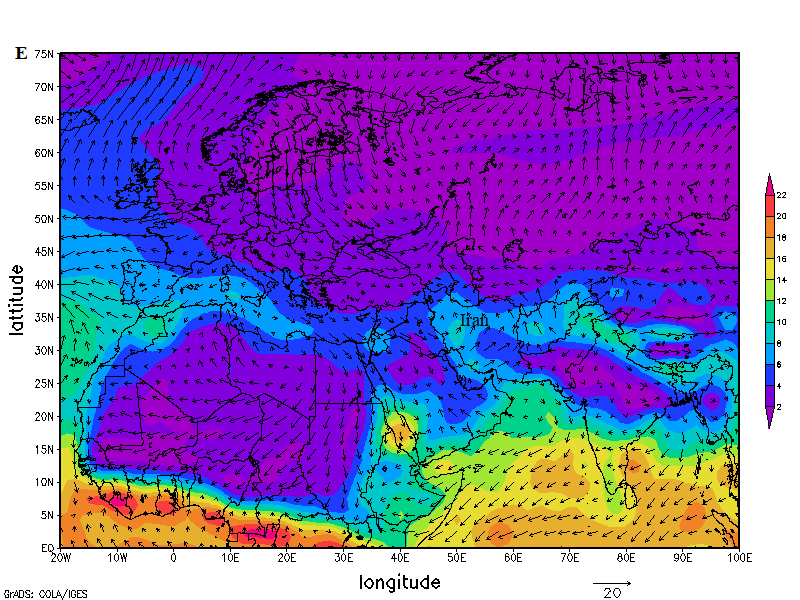 E
75N
70N
65N
60N
55N
50N
45N
40N
35N
30N
25N
20N
15N
10N
5N
EQ
lattitude
Iran
20W 10W 0 10E 20E 30E 40E 50E 60E 70E 80E 90E 100E
longitude
22
20
18
16
14
12
10
8
6
4
2
20
GrADS: COLA/IGES